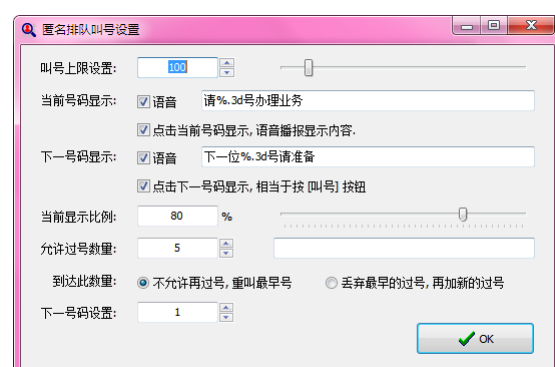 匿名排队叫号设置
叫号上限设置: 100
当前号码显示: 语音 请%.3d号办理业务
点击当前号码显示, 语音播报显示内容.
下一号码显示: 语音 下一位%.3d号请准备
点击下一号码显示, 相当于按 [叫号] 按钮
当前显示比例: 80 %
允许过号数量: 5
到达此数量: 不允许再过号, 重叫最早号 丢弃最早的过号, 再加新的过号
下一号码设置: 1
OK